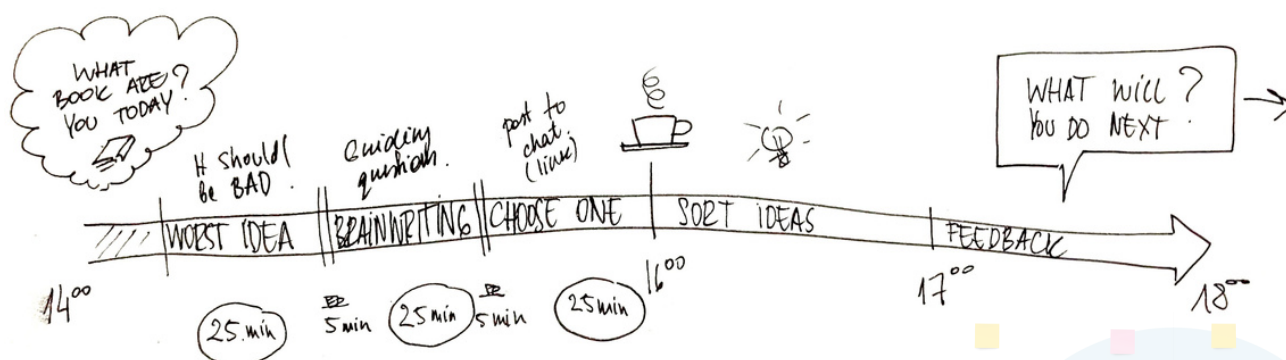 WHAT
BOOK ARE
YOU TODAY?
It should
be BAD.
Guiding
questions.
post to
chat.
(link)
WORST IDEA
BRAINWRITING
CHOOSE ONE
SORT IDEAS
FEEDBACK
WHAT WILL ?
YOU DO NEXT
14⁰⁰
25 min
5 min
25 min
5 min
25 min
16⁰⁰
17⁰⁰
18⁰⁰